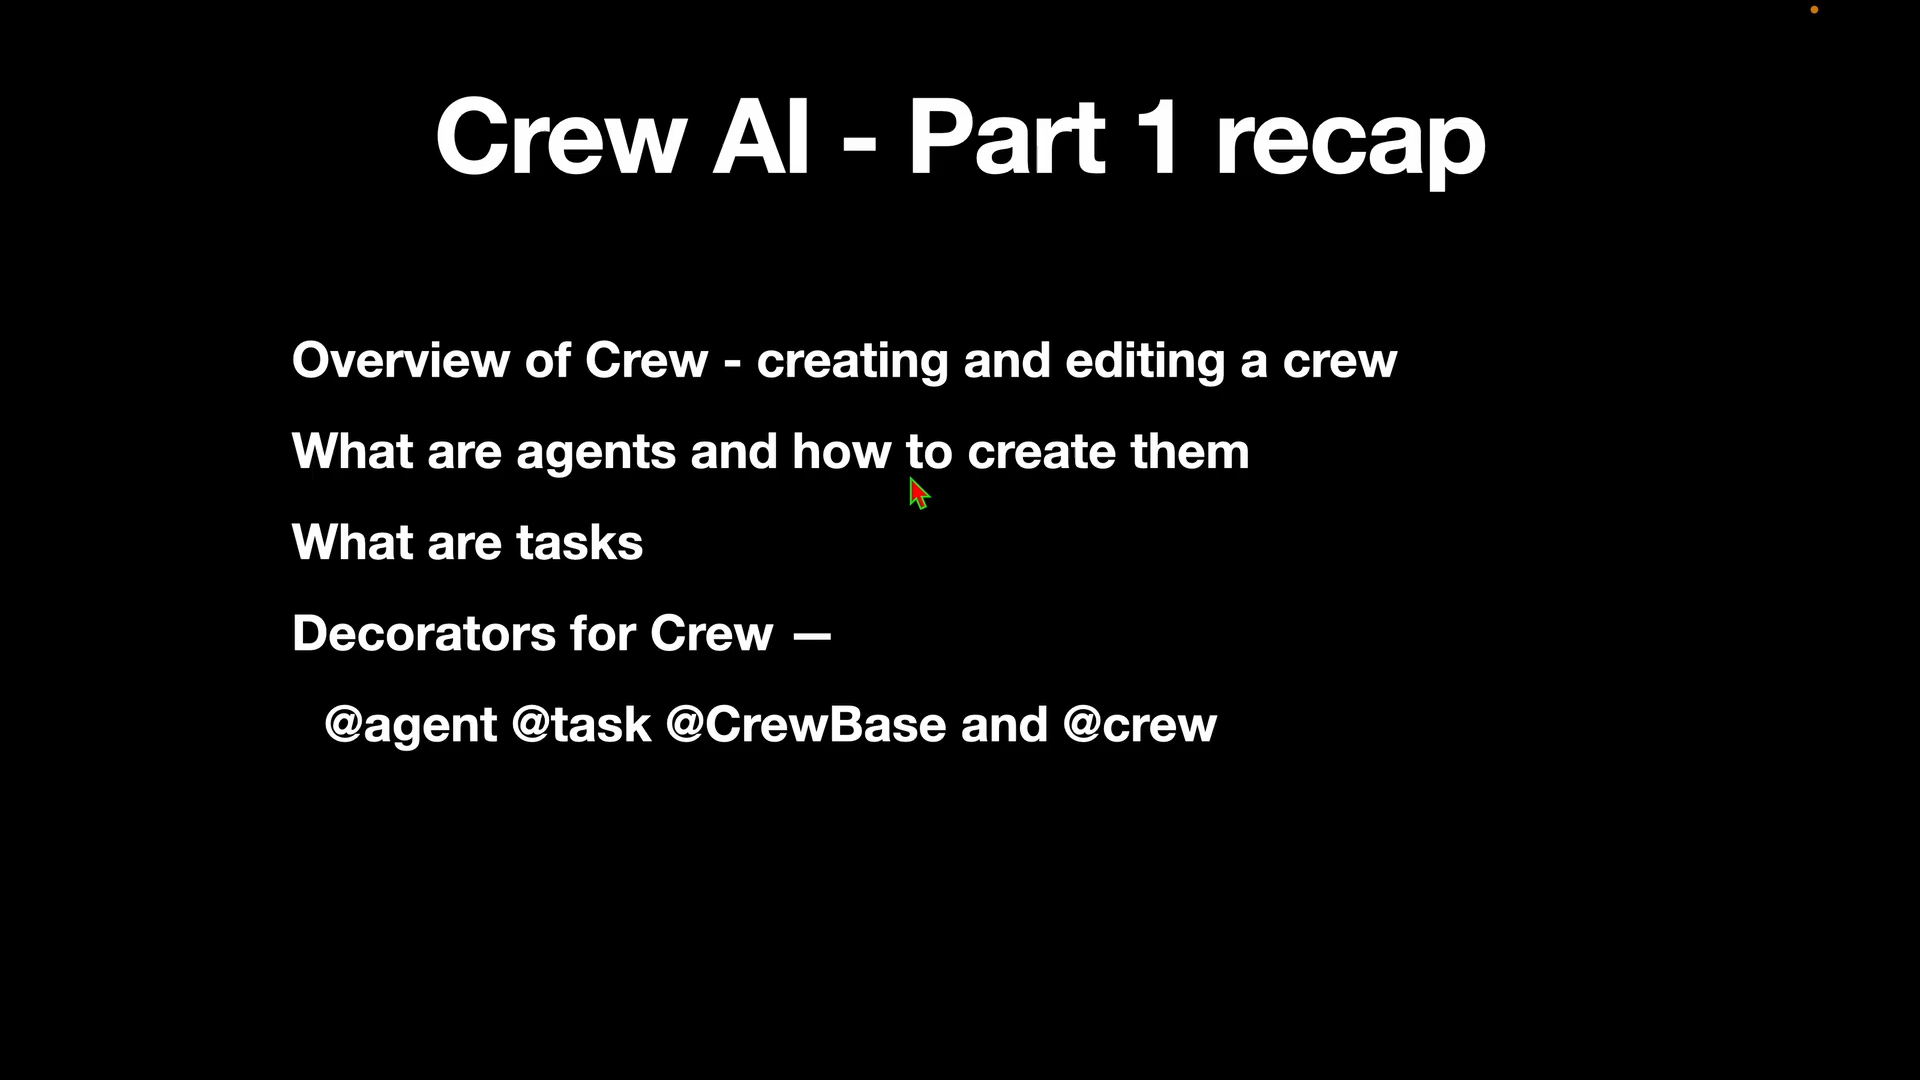 Crew AI - Part 1 recap
Overview of Crew - creating and editing a crew
What are agents and how to create them
What are tasks
Decorators for Crew —
@agent @task @CrewBase and @crew